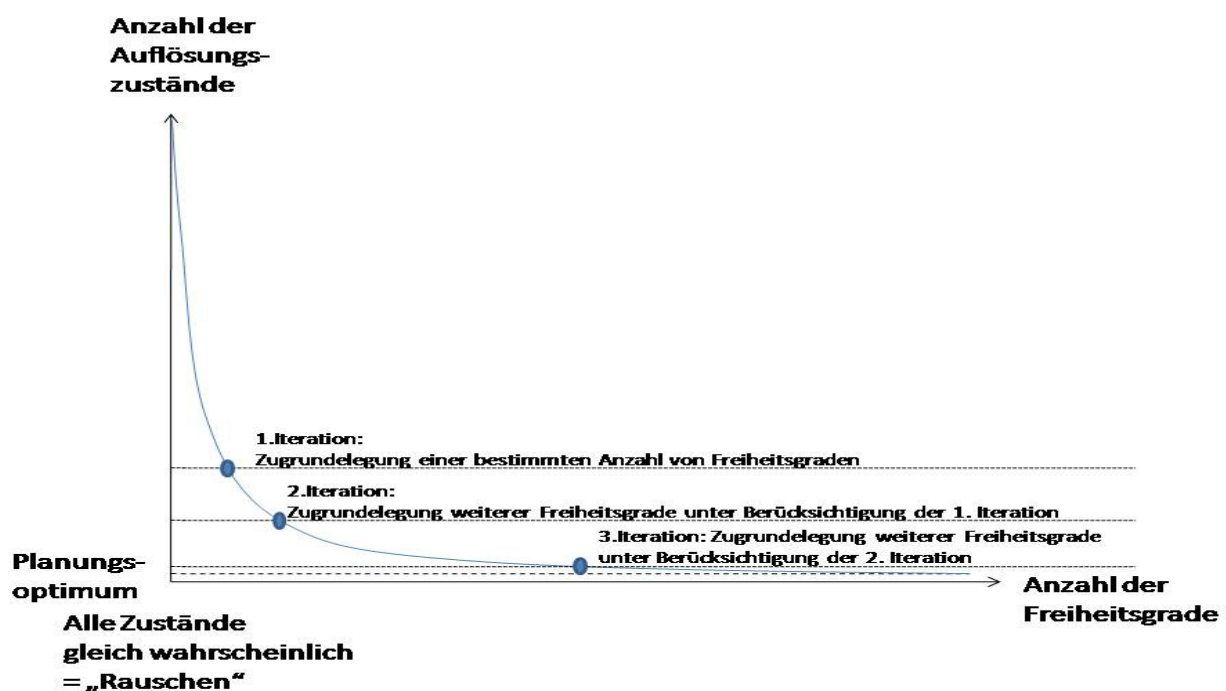 Anzahl der
Auflösungs-
zustände
1.Iteration:
Zugrundelegung einer bestimmten Anzahl von Freiheitsgraden
2.Iteration:
Zugrundelegung weiterer Freiheitsgrade unter Berücksichtigung der 1. Iteration
3.Iteration: Zugrundelegung weiterer Freiheitsgrade
unter Berücksichtigung der 2. Iteration
Planungs-
optimum
Anzahl der
Freiheitsgrade
Alle Zustände
gleich wahrscheinlich
= „Rauschen“